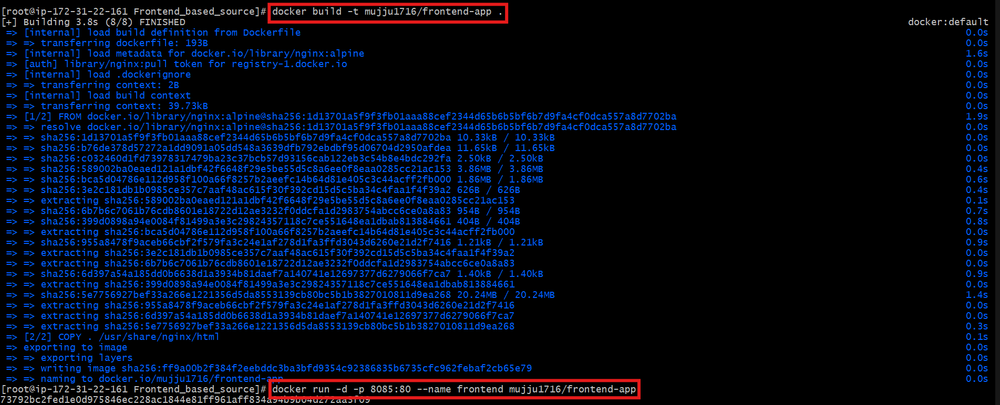 [root@ip-172-31-22-161 Frontend_based_source]# docker build -t mujju1716/frontend-app .
[+] Building 3.8s (8/8) FINISHED docker:default
=> [internal] load build definition from Dockerfile 0.0s
=> => transferring dockerfile: 193B 0.0s
=> [internal] load metadata for docker.io/library/nginx:alpine 1.6s
=> [auth] library/nginx:pull token for registry-1.docker.io 0.0s
=> [internal] load .dockerignore 0.0s
=> => transferring context: 2B 0.0s
=> [internal] load build context 0.0s
=> => transferring context: 39.73kB 0.0s
=> [1/2] FROM docker.io/library/nginx:alpine@sha256:1d13701a5f9f3fb01aaa88cef2344d65b6b5bf6b7d9fa4cf0dca557a8d7702ba 1.9s
=> => resolve docker.io/library/nginx:alpine@sha256:1d13701a5f9f3fb01aaa88cef2344d65b6b5bf6b7d9fa4cf0dca557a8d7702ba 0.0s
=> => sha256:1d13701a5f9f3fb01aaa88cef2344d65b6b5bf6b7d9fa4cf0dca557a8d7702ba 10.33kB / 10.33kB 0.0s
=> => sha256:b76de378d57272a1dd9091a05dd548a3639dfb792ebdbf95d06704d2950afdea 11.65kB / 11.65kB 0.0s
=> => sha256:c032460d1fd73978317479ba23c37bcb57d93156cab122eb3c54b8e4bdc292fa 2.50kB / 2.50kB 0.0s
=> => sha256:589002ba0eaed121a1dbf42f6648f29e5be55d5c8a6ee0f8eaa0285cc21ac153 3.86MB / 3.86MB 0.4s
=> => sha256:bca5d04786e112d958f100a66f8257b2aeefc14b64d81e405c3c44acff2fb000 1.86MB / 1.86MB 0.6s
=> => sha256:3e2c181db1b0985ce357c7aaf48ac615f30f392cd15d5c5ba34c4faa1f4f39a2 626B / 626B 0.4s
=> => extracting sha256:589002ba0eaed121a1dbf42f6648f29e5be55d5c8a6ee0f8eaa0285cc21ac153 0.1s
=> => sha256:6b7b6c7061b76cdb8601e18722d12ae3232f0ddcfa1d2983754abcc6ce0a8a83 954B / 954B 0.7s
=> => sha256:399d0898a94e0084f81499a3e3c29824357118c7ce551648ea1dbab813884661 404B / 404B 0.8s
=> => extracting sha256:bca5d04786e112d958f100a66f8257b2aeefc14b64d81e405c3c44acff2fb000 0.0s
=> => sha256:955a8478f9aceb66cbf2f579fa3c24e1af278d1fa3ffd3043d6260e21d2f7416 1.21kB / 1.21kB 0.9s
=> => extracting sha256:3e2c181db1b0985ce357c7aaf48ac615f30f392cd15d5c5ba34c4faa1f4f39a2 0.0s
=> => extracting sha256:6b7b6c7061b76cdb8601e18722d12ae3232f0ddcfa1d2983754abcc6ce0a8a83 0.0s
=> => sha256:6d397a54a185dd0b6638d1a3934b81daef7a140741e12697377d6279066f7ca7 1.40kB / 1.40kB 0.9s
=> => extracting sha256:399d0898a94e0084f81499a3e3c29824357118c7ce551648ea1dbab813884661 0.0s
=> => sha256:5e7756927bef33a266e1221356d5da8553139cb80bc5b1b3827010811d9ea268 20.24MB / 20.24MB 1.4s
=> => extracting sha256:955a8478f9aceb66cbf2f579fa3c24e1af278d1fa3ffd3043d6260e21d2f7416 0.0s
=> => extracting sha256:6d397a54a185dd0b6638d1a3934b81daef7a140741e12697377d6279066f7ca7 0.0s
=> => extracting sha256:5e7756927bef33a266e1221356d5da8553139cb80bc5b1b3827010811d9ea268 0.3s
=> [2/2] COPY . /usr/share/nginx/html 0.1s
=> exporting to image 0.0s
=> => exporting layers 0.0s
=> => writing image sha256:ff9a00b2f384f2eebddc3ba3bfd9354c92386835b6735cfc962febaf2cb65e79 0.0s
=> => naming to docker.io/mujju1716/frontend-app 0.0s
[root@ip-172-31-22-161 Frontend_based_source]# docker run -d -p 8085:80 --name frontend mujju1716/frontend-app